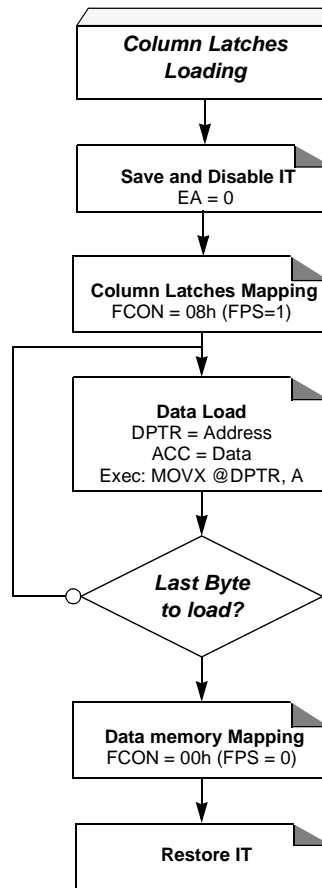 Column Latches
Loading
Save and Disable IT
EA = 0
Column Latches Mapping
FCON = 08h (FPS=1)
Data Load
DPTR = Address
ACC = Data
Exec: MOVX @DPTR, A
Last Byte
to load?
Data memory Mapping
FCON = 00h (FPS = 0)
Restore IT